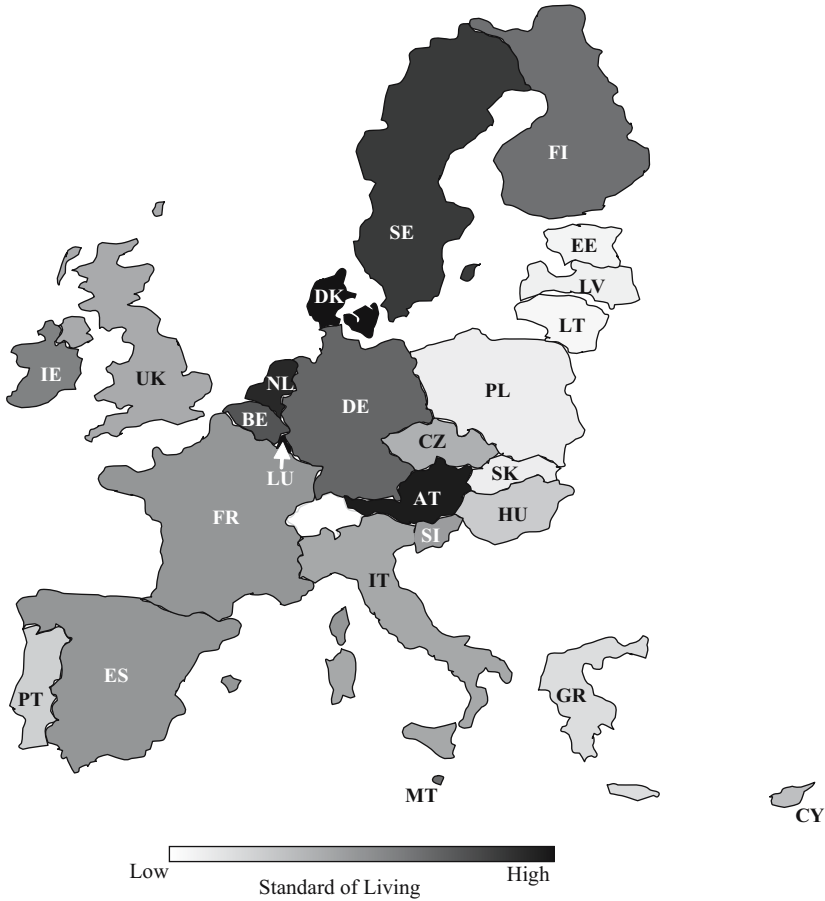 FI
SE
EE
LV
DK
LT
IE
UK
NL
PL
DE
BE
CZ
SK
LU
AT
HU
FR
SI
IT
ES
PT
GR
MT
CY
Low
High
Standard of Living